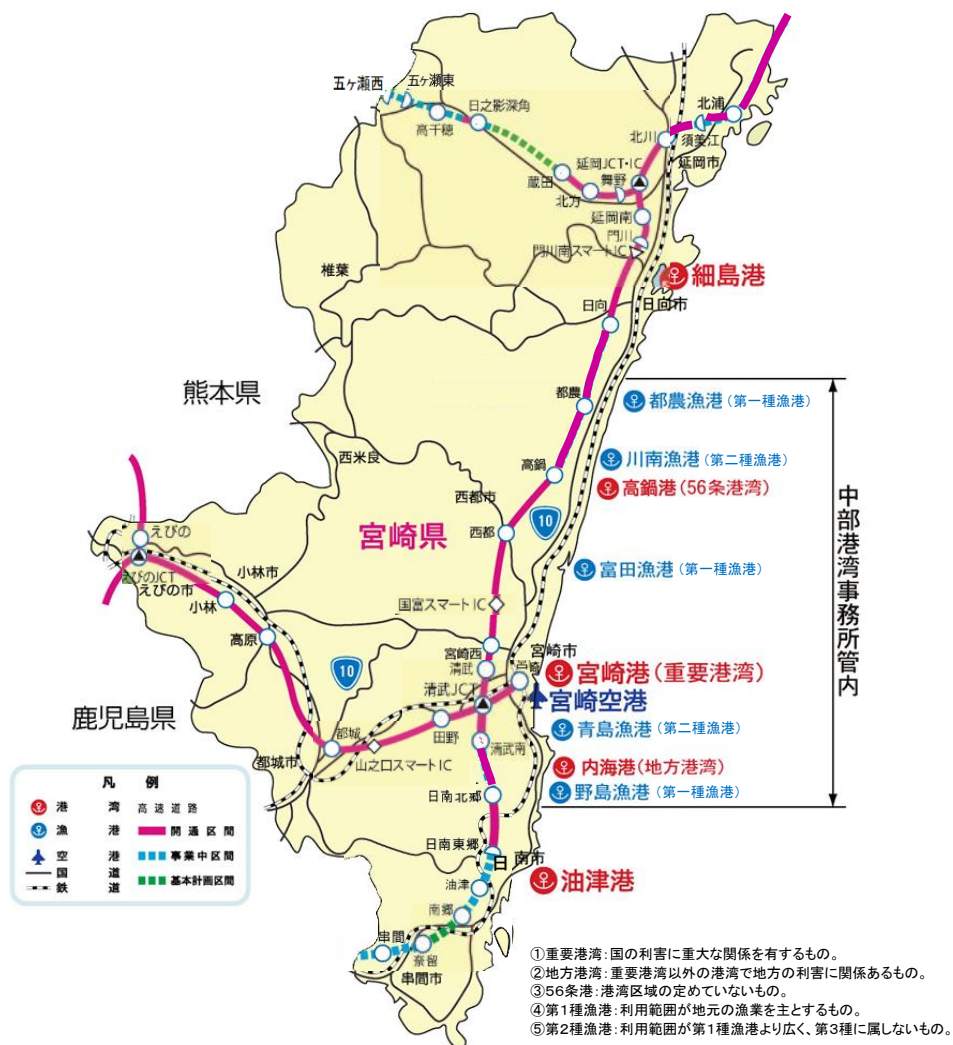 五ヶ瀬西
五ヶ瀬東
高千穂
日之影深角
蔵田
北方
舞野
延岡JCT・IC
北川
須美江
北浦
延岡市
延岡南
門川
門川南スマートIC
細島港
日向市
日向
椎葉
熊本県
都農
都農漁港(第一種漁港)
川南漁港(第二種漁港)
高鍋港(56条港湾)
高鍋
西米良
西都市
西都
10
宮崎県
富田漁港(第一種漁港)
中部港湾事務所管内
えびの
えびのJCT
えびの市
小林市
小林
高原
国富スマートIC
宮崎西
宮崎市
清武
宮崎
宮崎港(重要港湾)
宮崎空港
10
清武JCT
鹿児島県
都城
都城市
山之口スマートIC
田野
清武南
青島漁港(第二種漁港)
内海港(地方港湾)
野島漁港(第一種漁港)
日南北郷
日南東郷
日南市
油津港
油津
南郷
串間
奈留
串間市
凡例
港湾
高速道路
漁港
開通区間
空港
事業中区間
国道
基本計画区間
鉄道
①重要港湾:国の利害に重大な関係を有するもの。
②地方港湾:重要港湾以外の港湾で地方の利害に関係あるもの。
③56条港:港湾区域の定めていないもの。
④第1種漁港:利用範囲が地元の漁業を主とするもの。
⑤第2種漁港:利用範囲が第1種漁港より広く、第3種に属しないもの。